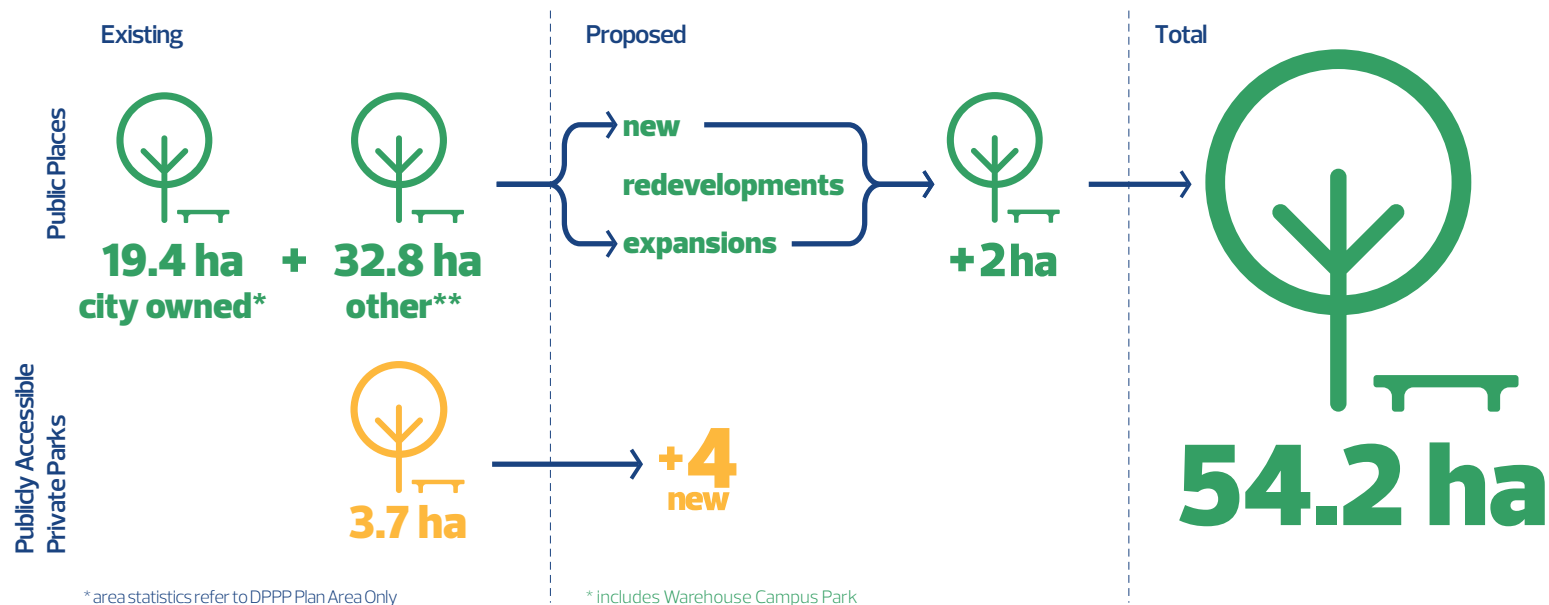 Existing
Proposed
Total
Public Places
19.4 ha + 32.8 ha
city owned* other**
new
redevelopments
expansions
+2 ha
Publicly Accessible
Private Parks
3.7 ha
+4
new
54.2 ha
* area statistics refer to DPPP Plan Area Only
* includes Warehouse Campus Park